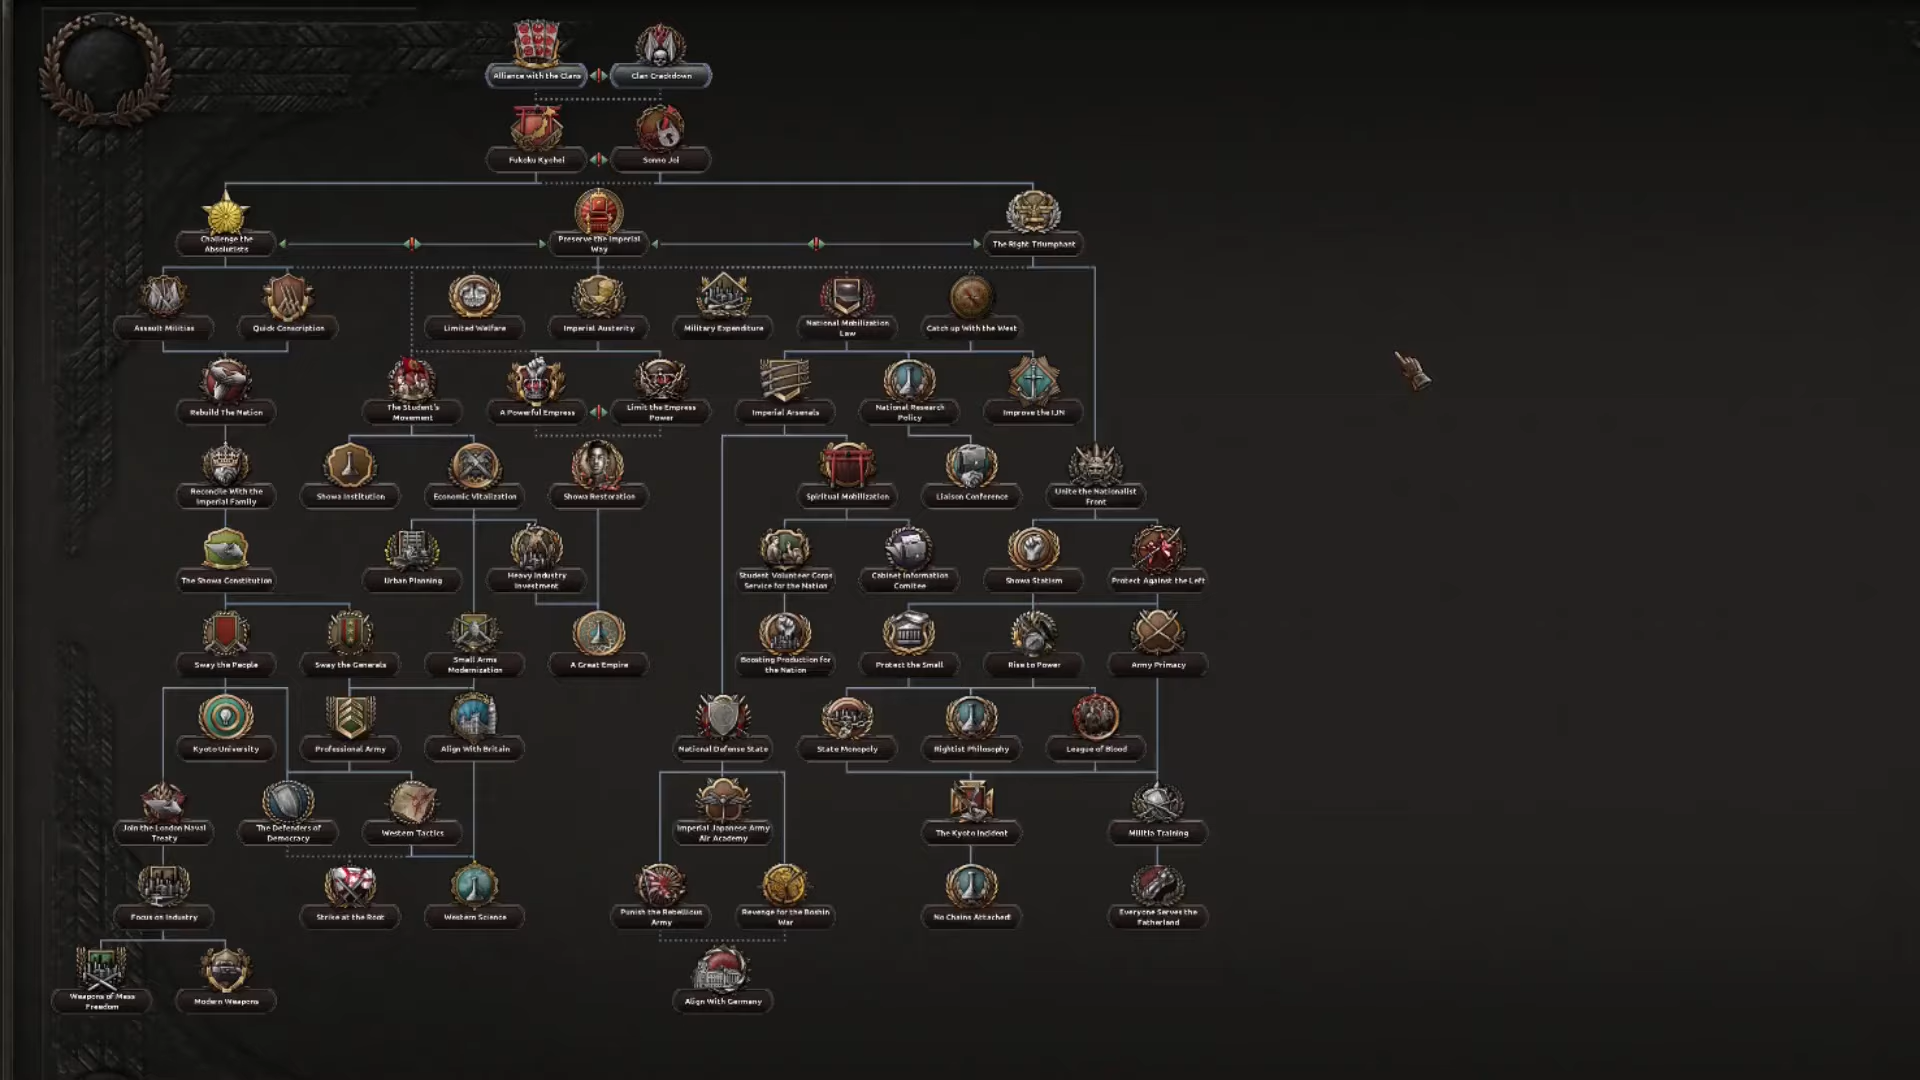 Alliance with the Clans
Clan Crackdown
Fukoku Kyohei
Sonno Joi
Challenge the
Absolutists
Preserve the Imperial
Way
The Right Triumphant
Assault Militias
Quick Conscription
Limited Welfare
Imperial Austerity
Military Expenditure
National Mobilization
Law
Catch up With the West
Rebuild The Nation
The Student's
Movement
A Powerful Empress
Limit the Empress
Power
Imperial Arsenals
National Research
Policy
Improve the IJN
Reconcile With the
Imperial Family
Showa Institution
Economic Vitalization
Showa Restoration
Spiritual Mobilization
Liaison Conference
Unite the Nationalist
Front
The Showa Constitution
Urban Planning
Heavy Industry
Investment
Student Volunteer Corps
Service for the Nation
Cabinet Information
Comitee
Showa Statism
Protect Against the Left
Sway the People
Sway the Generals
Small Arms
Modernization
A Great Empire
Boosting Production for
the Nation
Protect the Small
Rise to Power
Army Primacy
Kyoto University
Professional Army
Align With Britain
National Defense State
State Monopoly
Rightist Philosophy
League of Blood
Join the London Naval
Treaty
The Defenders of
Democracy
Western Tactics
Imperial Japanese Army
Air Academy
The Kyoto Incident
Militia Training
Focus on Industry
Strike at the Root
Western Science
Punish the Rebellious
Army
Revenge for the Boshin
War
No Chains Attached!
Everyone Serves the
Fatherland
Weapons of Mass
Freedom
Modern Weapons
Align With Germany